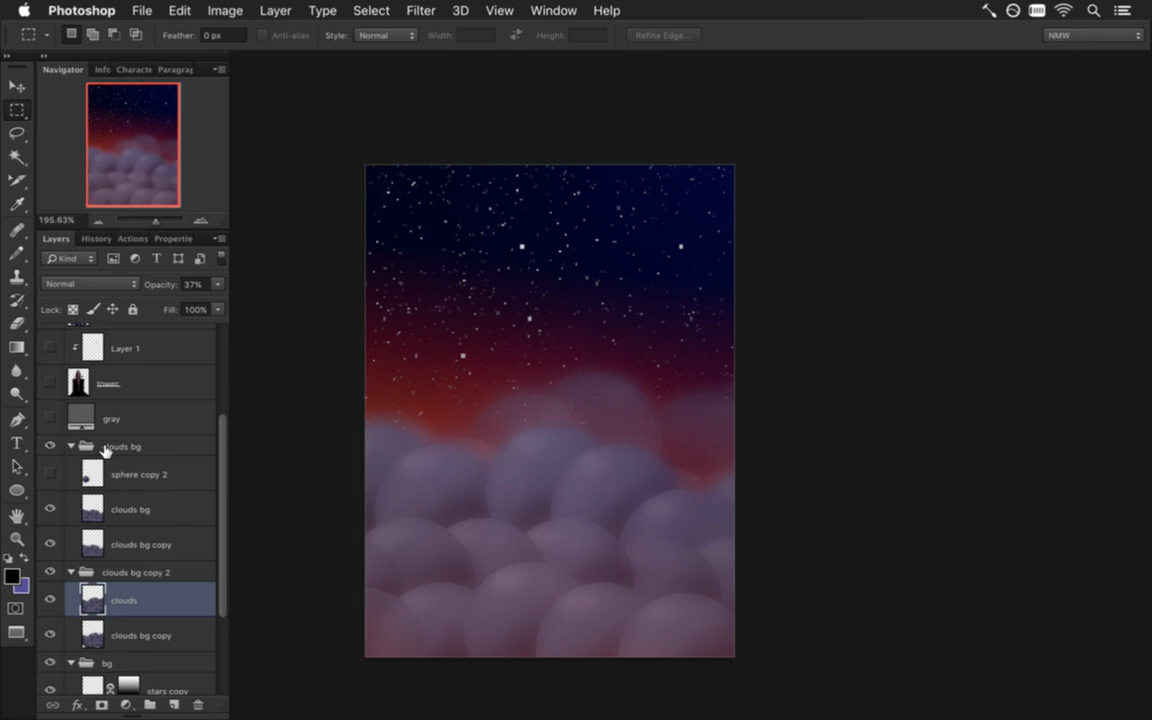 Photoshop File Edit Image Layer Type Select Filter 3D View Window Help
Feather: 0 px Anti-alias Style: Normal Width: Height: Refine Edge... NMW
Navigator Info Characte Paragrap
195.63%
Layers History Actions Propertie
Kind T
Normal Opacity: 37%
Lock: Fill: 100%
Layer 1
tower
gray
clouds bg
sphere copy 2
clouds bg
clouds bg copy
clouds bg copy 2
clouds
clouds bg copy
bg
stars copy
fx
T